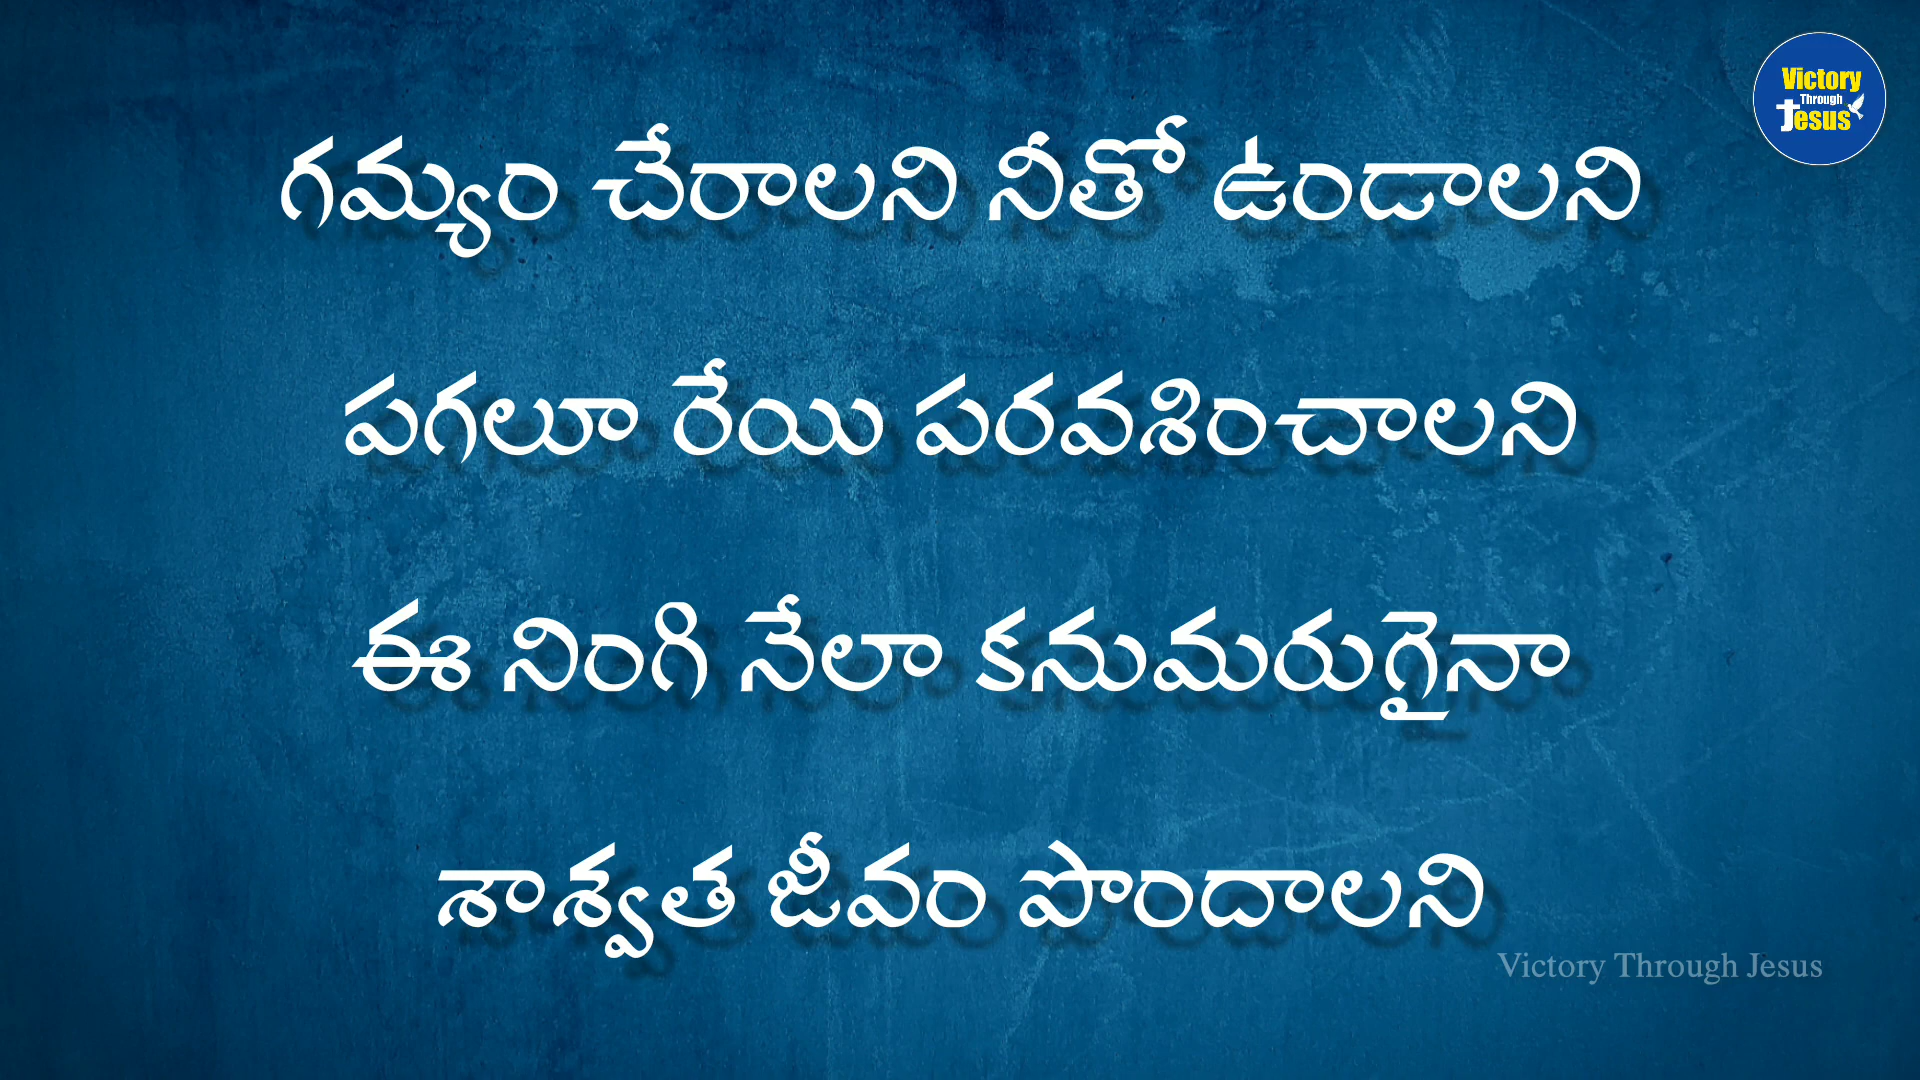 Victory
Through
Jesus
గమ్యం చేరాలని నీతో ఉండాలని
పగలూ రేయి పరవశించాలని
ఈ నింగి నేలా కనుమరుగైనా
శాశ్వత జీవం పొందాలని
Victory Through Jesus